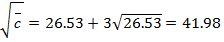 √c̅ = 26.53 + 3√26.53 = 41.98